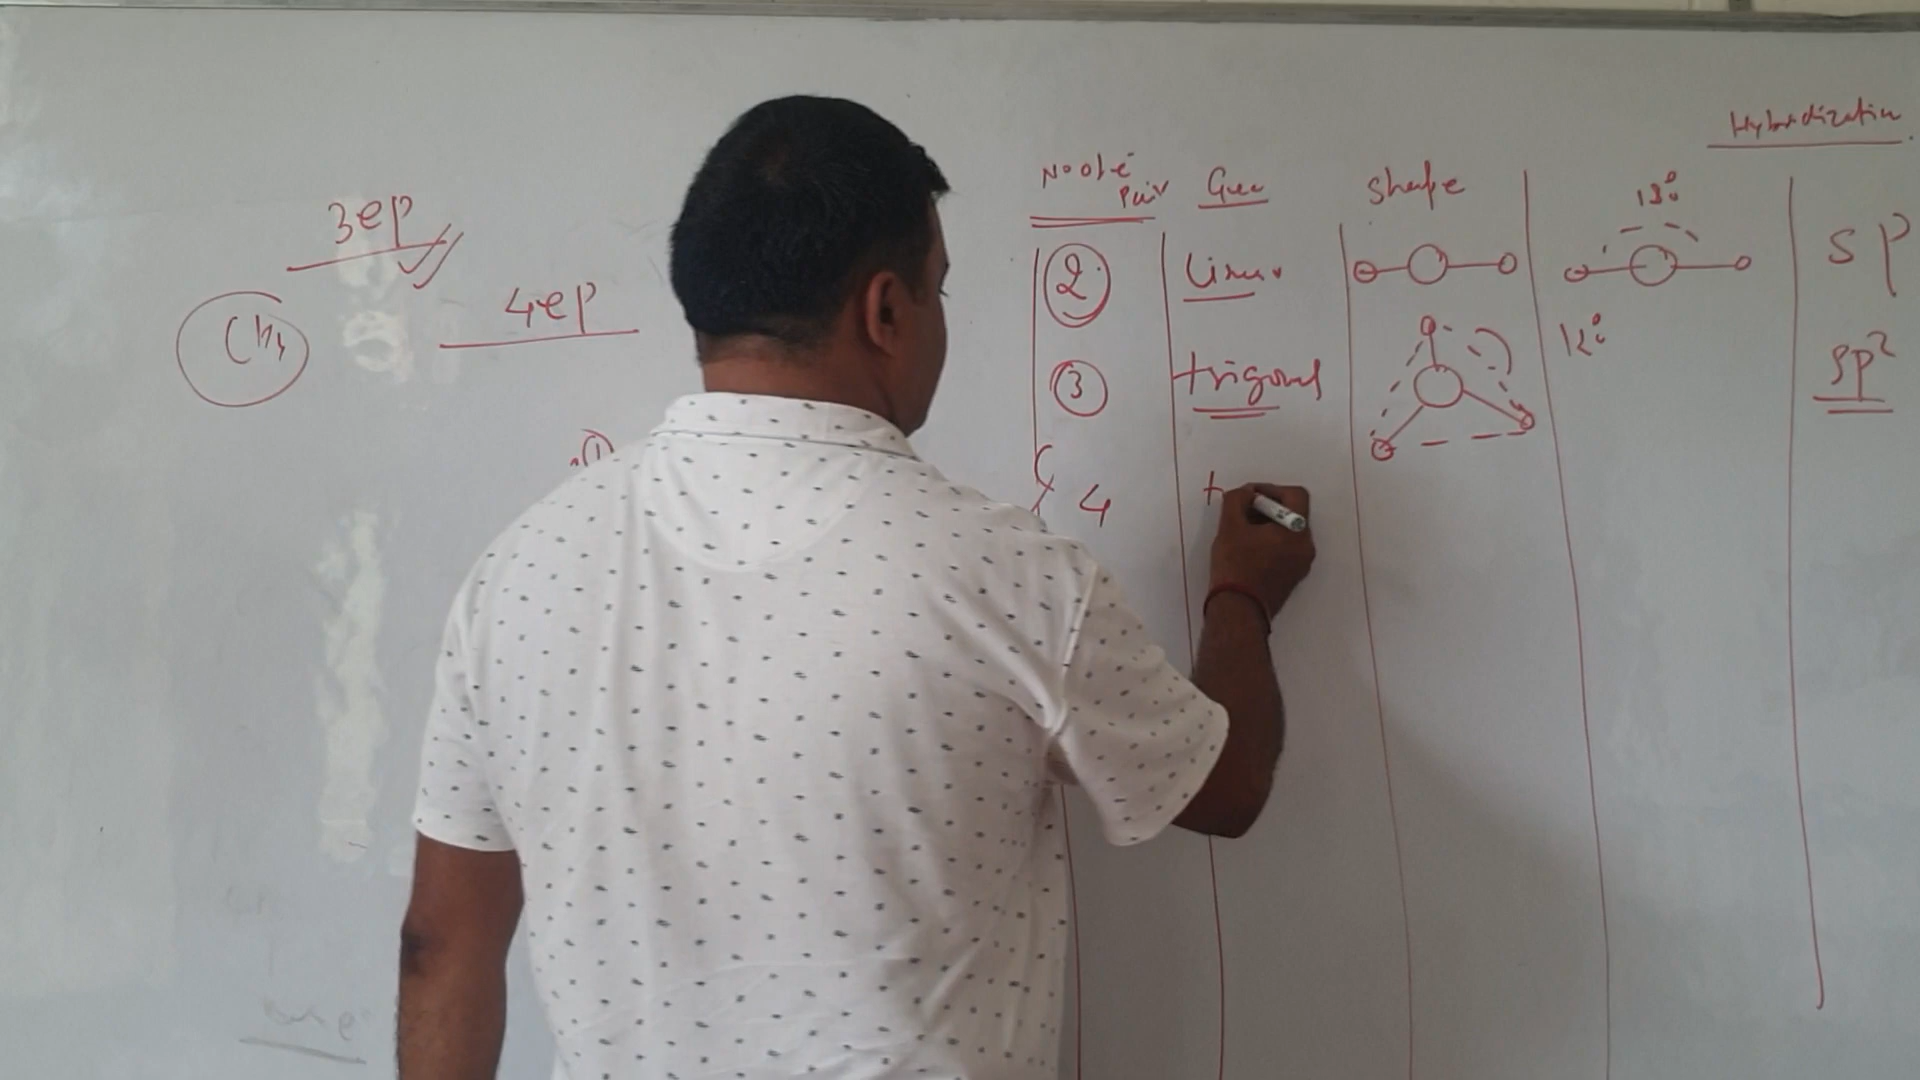 3ep
4ep
CH4
No of e
Pair
Geo
Shape
Hybridization
2
Linear
180°
SP
3
trigonal
120°
SP²
4
t